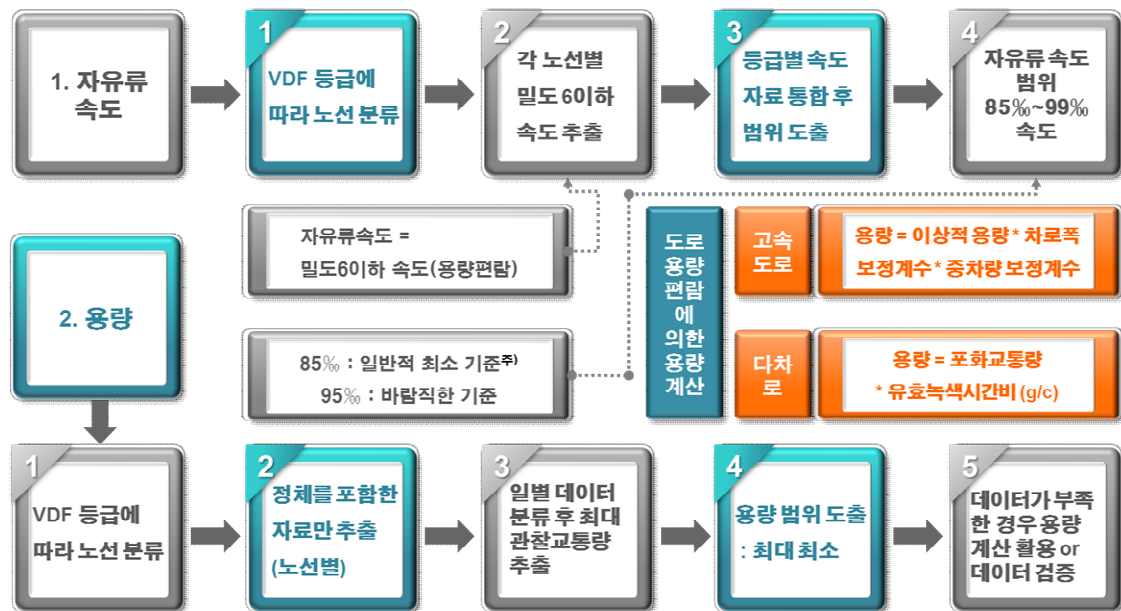 1. 자유류
속도
1
VDF 등급에
따라 노선 분류
2
각 노선별
밀도 6이하
속도 추출
3
등급별 속도
자료 통합 후
범위 도출
4
자유류 속도
범위
85‰~99‰
속도
자유류속도 =
밀도6이하 속도(용량편람)
85‰ : 일반적 최소 기준주)
95‰ : 바람직한 기준
도로
용량
편람
에
의한
용량
계산
고속
도로
용량 = 이상적 용량 * 차로폭
보정계수 * 중차량 보정계수
다차
로
용량 = 포화교통량
* 유효녹색시간비 (g/c)
2. 용량
1
VDF 등급에
따라 노선 분류
2
정체를 포함한
자료만 추출
(노선별)
3
일별 데이터
분류 후 최대
관찰교통량
추출
4
용량 범위 도출
: 최대 최소
5
데이터가 부족
한 경우 용량
계산 활용 or
데이터 검증